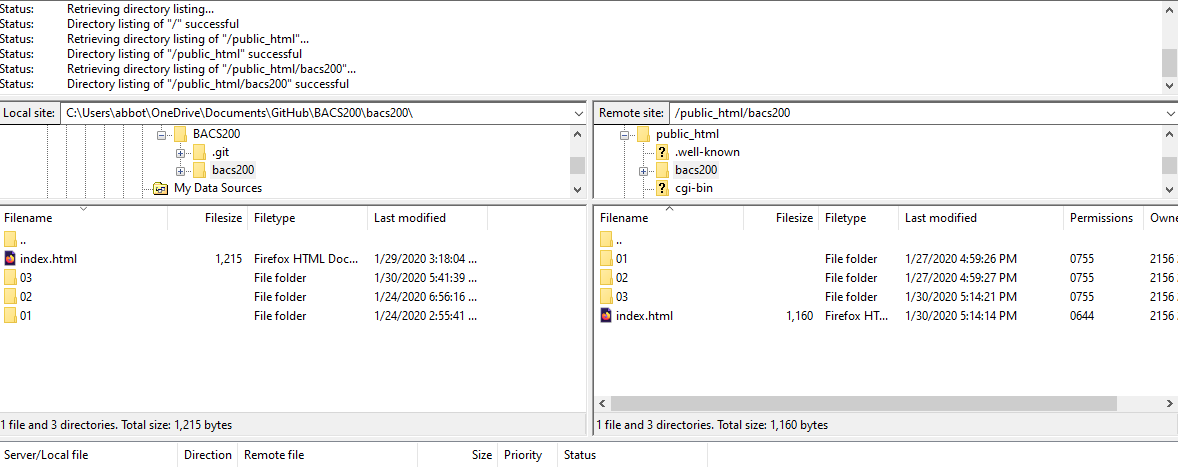 Status: Retrieving directory listing...
Status: Directory listing of "/" successful
Status: Retrieving directory listing of "/public_html"...
Status: Directory listing of "/public_html" successful
Status: Retrieving directory listing of "/public_html/bacs200"...
Status: Directory listing of "/public_html/bacs200" successful
Local site: C:\Users\abbot\OneDrive\Documents\GitHub\BACS200\bacs200\
BACS200
.git
bacs200
My Data Sources
Filename Filesize Filetype Last modified
..
index.html 1,215 Firefox HTML Doc... 1/29/2020 3:18:04 ...
03 File folder 1/30/2020 5:41:39 ...
02 File folder 1/24/2020 6:56:16 ...
01 File folder 1/24/2020 2:55:41 ...
1 file and 3 directories. Total size: 1,215 bytes
Remote site: /public_html/bacs200
public_html
? .well-known
bacs200
? cgi-bin
Filename Filesize Filetype Last modified Permissions Owne
..
01 File folder 1/27/2020 4:59:26 PM 0755 2156
02 File folder 1/27/2020 4:59:27 PM 0755 2156
03 File folder 1/30/2020 5:14:21 PM 0755 2156
index.html 1,160 Firefox HT... 1/30/2020 5:14:14 PM 0644 2156
1 file and 3 directories. Total size: 1,160 bytes
Server/Local file Direction Remote file Size Priority Status